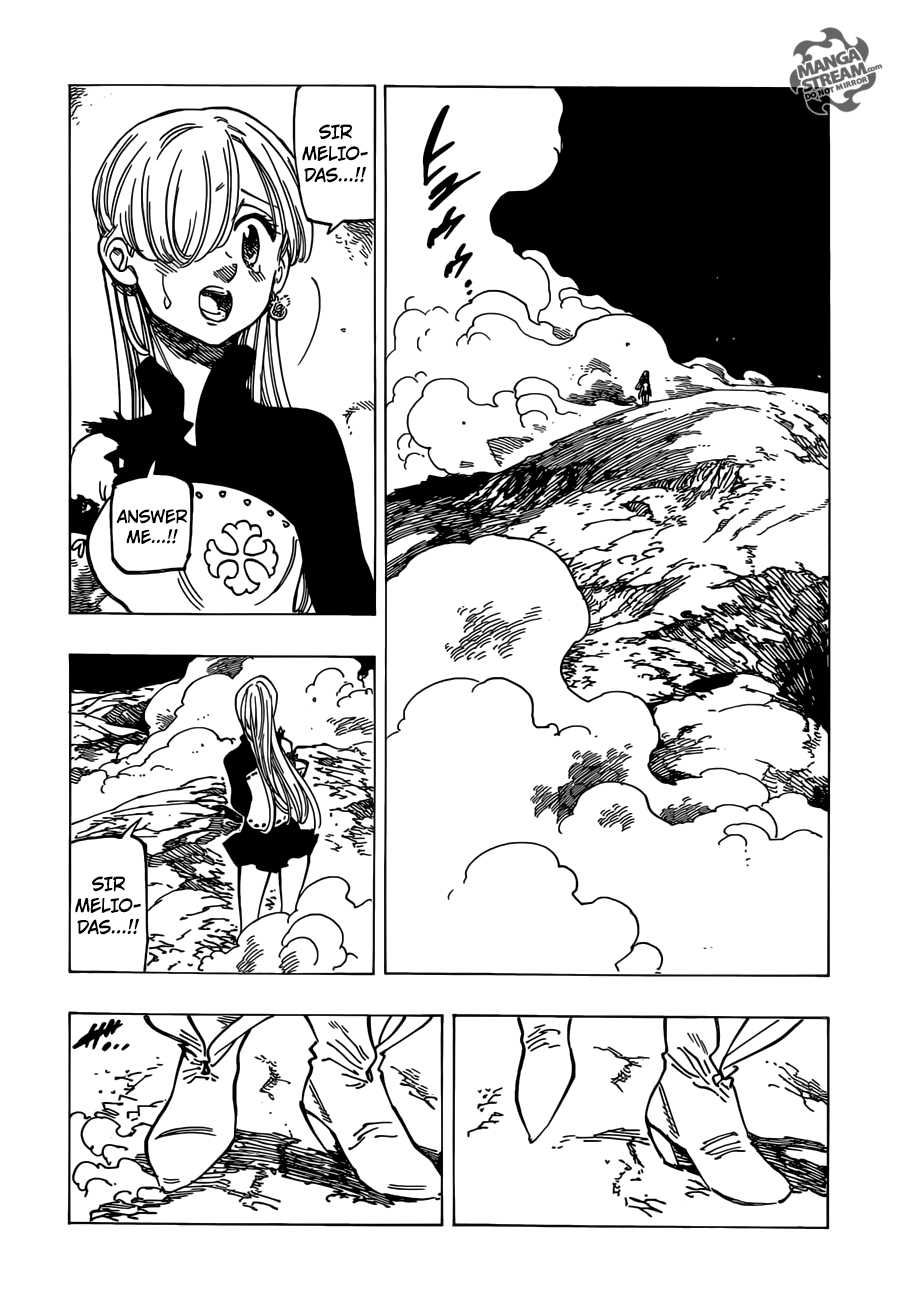 MANGA
STREAM.com
DO NOT MIRROR
SIR
MELIO-
DAS...!!
ANSWER
ME...!!
SIR
MELIO-
DAS...!!